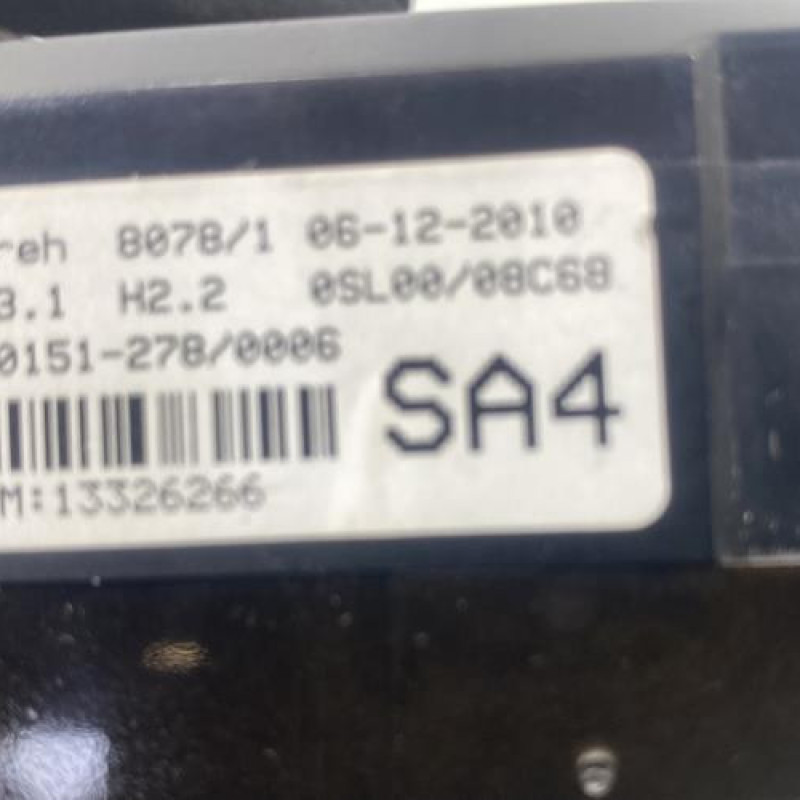 reh 8078/1 06-12-2010
3.1 H2.2 0SL00/08C68
0151-278/0006
SA4
M:13326266